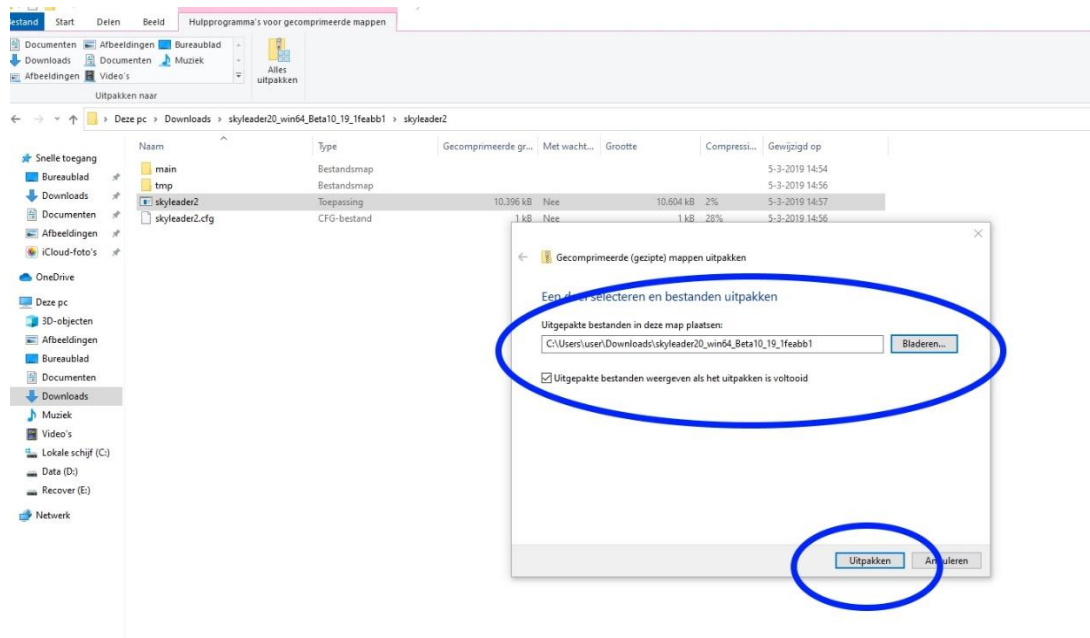 estand Start Delen Beeld Hulpprogramma's voor gecomprimeerde mappen
Documenten Afbeeldingen Bureaublad
Downloads Documenten Muziek
Afbeeldingen Video's
Alles uitpakken
Uitpakken naar
Deze pc > Downloads > skyleader20_win64_Beta10_19_1feabb1 > skyleader2
Naam Type Gecomprimeerde gr... Met wacht... Grootte Compressi... Gewijzigd op
main Bestandsmap 5-3-2019 14:54
tmp Bestandsmap 5-3-2019 14:56
skyleader2 Toepassing 10.396 kB Nee 10.604 kB 2% 5-3-2019 14:57
skyleader2.cfg CFG-bestand 1 kB Nee 1 kB 28% 5-3-2019 14:56
Snelle toegang
Bureaublad
Downloads
Documenten
Afbeeldingen
iCloud-foto's
OneDrive
Deze pc
3D-objecten
Afbeeldingen
Bureaublad
Documenten
Downloads
Muziek
Video's
Lokale schijf (C:)
Data (D:)
Recover (E:)
Netwerk
Gecomprimeerde (gezipte) mappen uitpakken
Een doel selecteren en bestanden uitpakken
Uitgepakte bestanden in deze map plaatsen:
C:\Users\user\Downloads\skyleader20_win64_Beta10_19_1feabb1 Bladeren...
Uitgepakte bestanden weergeven als het uitpakken is voltooid
Uitpakken Annuleren